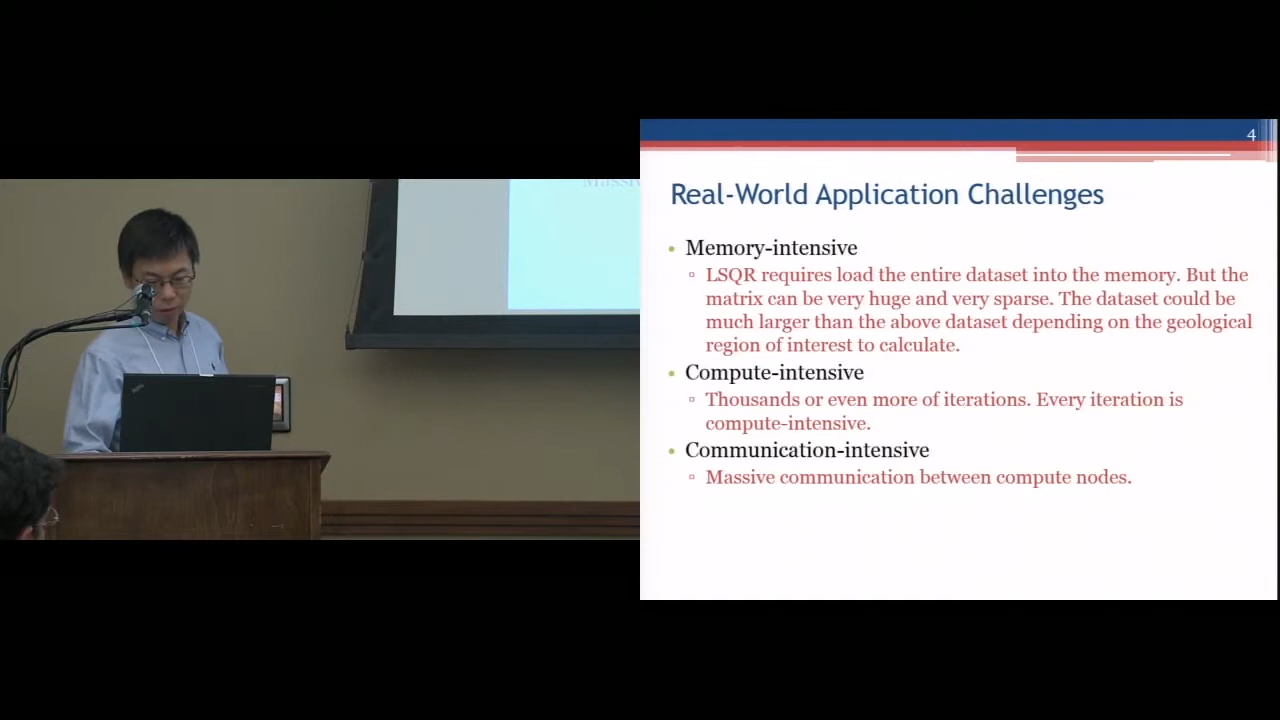 Massiv
4
Real-World Application Challenges
• Memory-intensive
▫ LSQR requires load the entire dataset into the memory. But the
matrix can be very huge and very sparse. The dataset could be
much larger than the above dataset depending on the geological
region of interest to calculate.
• Compute-intensive
▫ Thousands or even more of iterations. Every iteration is
compute-intensive.
• Communication-intensive
▫ Massive communication between compute nodes.